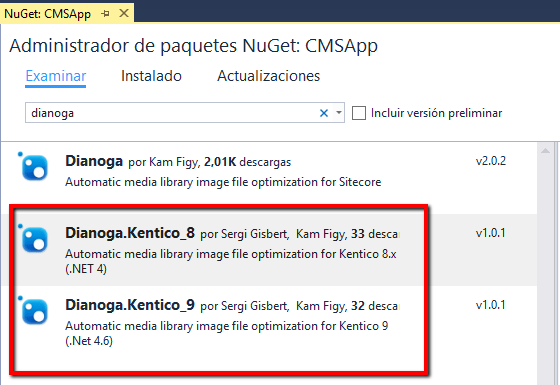 NuGet: CMSApp
Administrador de paquetes NuGet: CMSApp
Examinar Instalado Actualizaciones
dianoga Incluir versión preliminar
Dianoga por Kam Figy, 2,01K descargas v2.0.2
Automatic media library image file optimization for Sitecore
Dianoga.Kentico_8 por Sergi Gisbert, Kam Figy, 33 desca v1.0.1
Automatic media library image file optimization for Kentico 8.x
(.NET 4)
Dianoga.Kentico_9 por Sergi Gisbert, Kam Figy, 32 desca v1.0.1
Automatic media library image file optimization for Kentico 9
(.Net 4.6)